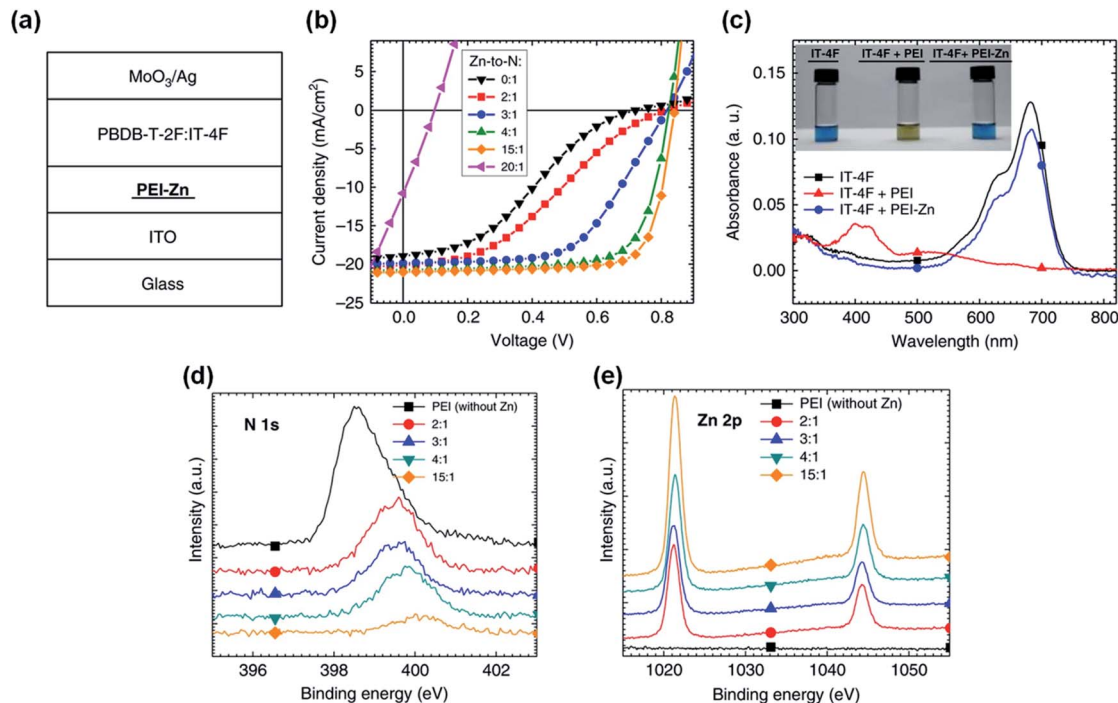 (a)
MoO3/Ag
PBDB-T-2F:IT-4F
PEI-Zn
ITO
Glass
(b)
Zn-to-N:
0:1
2:1
3:1
4:1
15:1
20:1
5
0
−5
−10
−15
−20
−25
0.0 0.2 0.4 0.6 0.8
Current density (mA/cm2)
Voltage (V)
(c)
IT-4F IT-4F + PEI IT-4F+ PEI-Zn
IT-4F
IT-4F + PEI
IT-4F + PEI-Zn
0.15
0.10
0.05
0.00
300 400 500 600 700 800
Absorbance (a. u.)
Wavelength (nm)
(d)
N 1s
PEI (without Zn)
2:1
3:1
4:1
15:1
Intensity (a.u.)
396 398 400 402
Binding energy (eV)
(e)
Zn 2p
PEI (without Zn)
2:1
3:1
4:1
15:1
Intensity (a.u.)
1020 1030 1040 1050
Binding energy (eV)